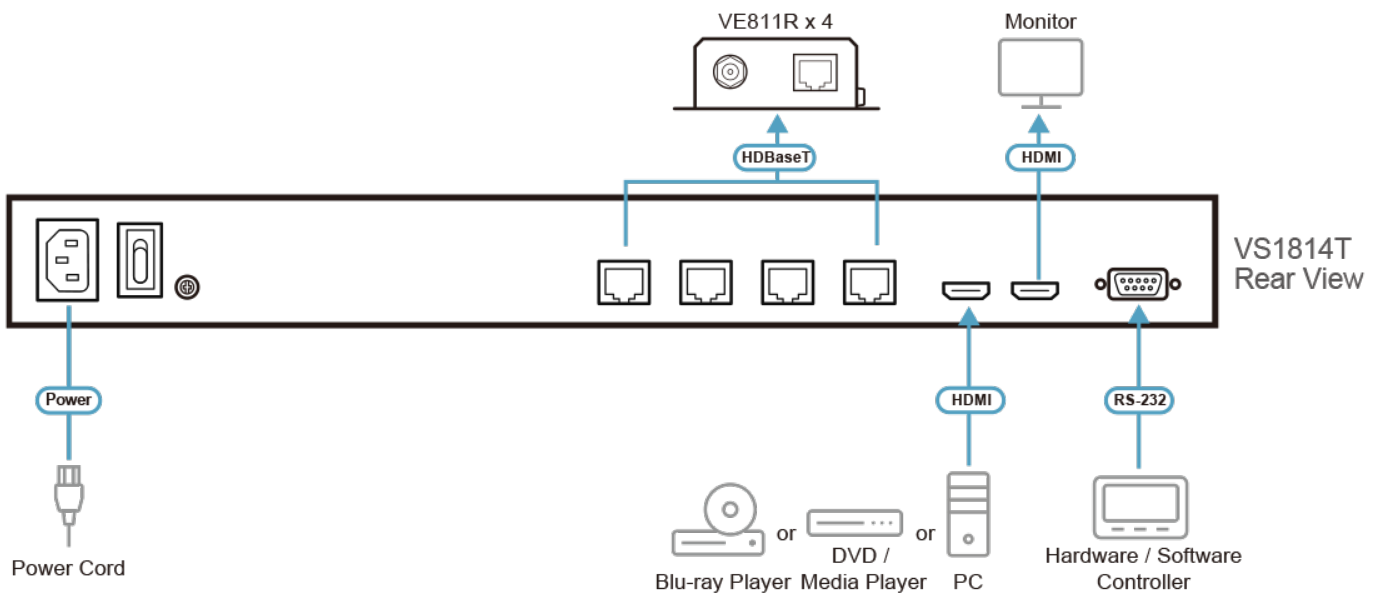 VE811R x 4
Monitor
HDBaseT
HDMI
VS1814T
Rear View
Power
HDMI
RS-232
Power Cord
Blu-ray Player
or
DVD /
Media Player
or
PC
Hardware / Software
Controller